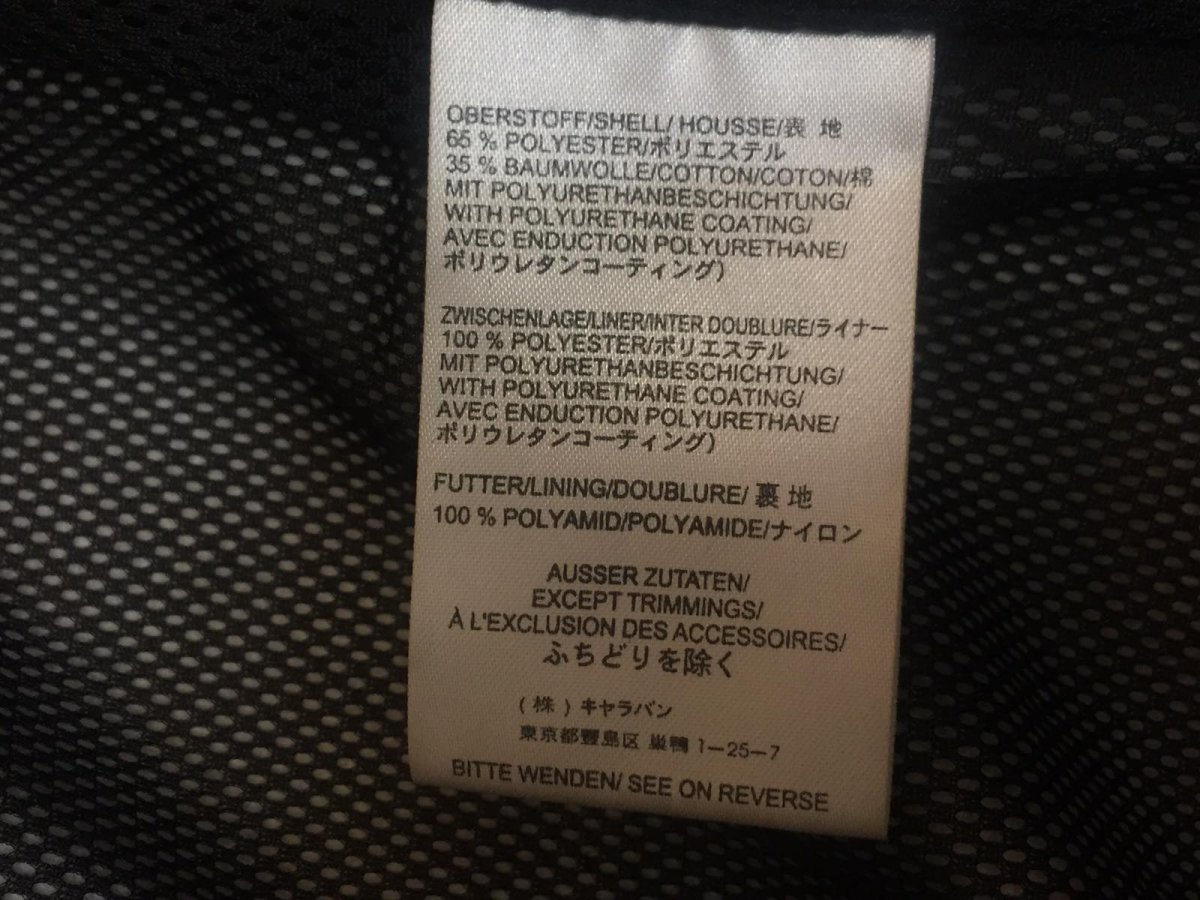 OBERSTOFF/SHELL/ HOUSSE/表 地
65 % POLYESTER/ポリエステル
35 % BAUMWOLLE/COTTON/COTON/棉
MIT POLYURETHANBESCHICHTUNG/
WITH POLYURETHANE COATING/
AVEC ENDUCTION POLYURETHANE/
ポリウレタンコーティング)
ZWISCHENLAGE/LINER/INTER DOUBLURE/ライナー
100 % POLYESTER/ポリエステル
MIT POLYURETHANBESCHICHTUNG/
WITH POLYURETHANE COATING/
AVEC ENDUCTION POLYURETHANE/
ポリウレタンコーティング)
FUTTER/LINING/DOUBLURE/ 裏 地
100 % POLYAMID/POLYAMIDE/ナイロン
AUSSER ZUTATEN/
EXCEPT TRIMMINGS/
À L'EXCLUSION DES ACCESSOIRES/
ふちどりを除く
( 株 ) キャラバン
東京都豊島区 巣鴨 1-25-7
BITTE WENDEN/ SEE ON REVERSE